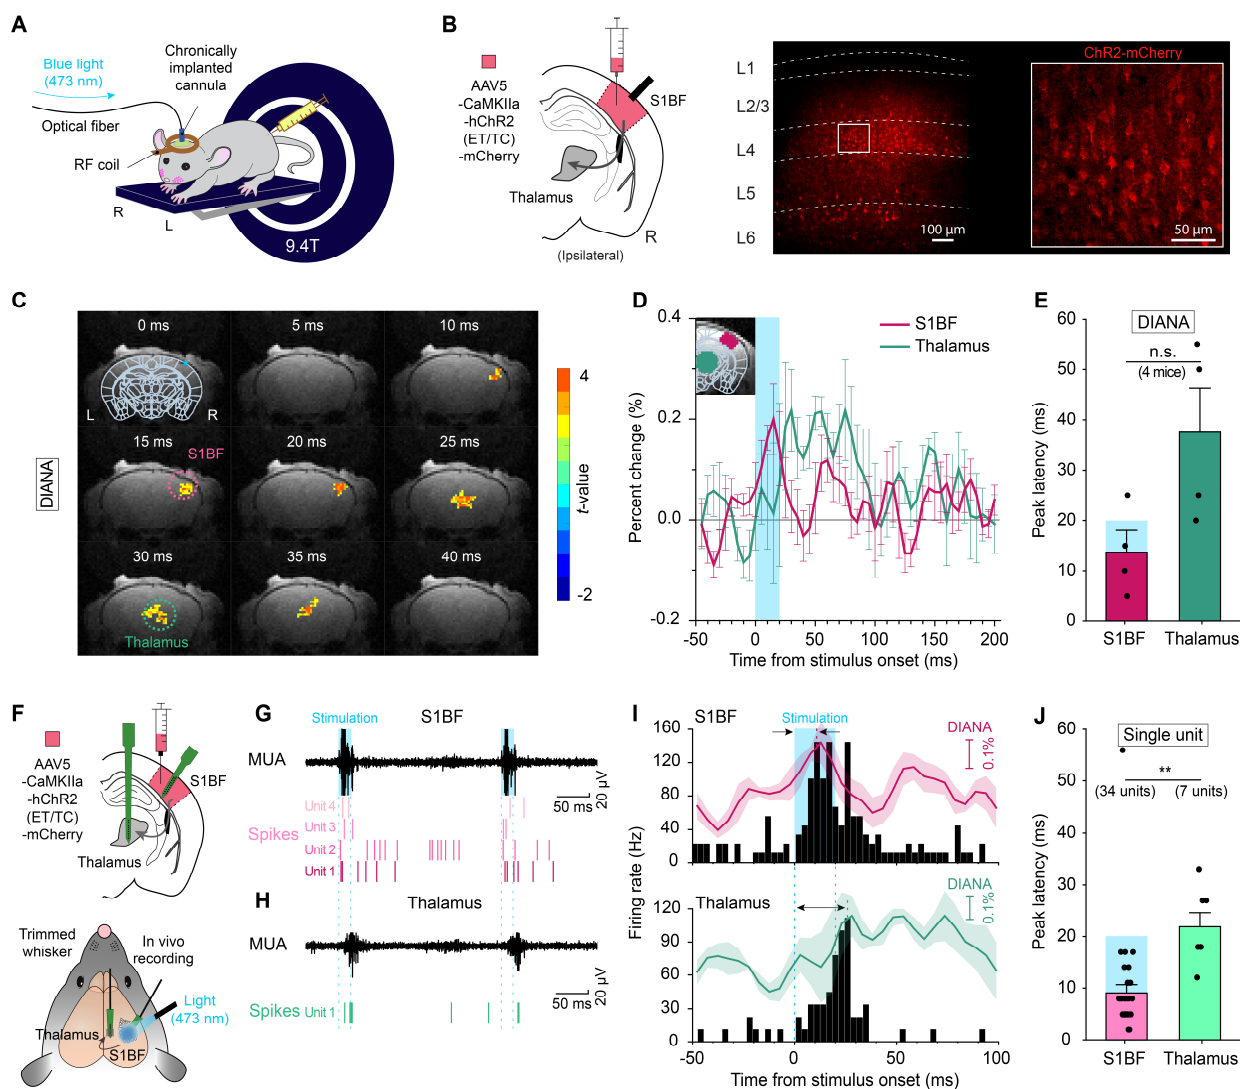 A
Blue light
(473 nm)
Chronically
implanted
cannula
Optical fiber
RF coil
R
L
9.4T
B
AAV5
-CaMKIIa
-hChR2
(ET/TC)
-mCherry
S1BF
Thalamus
R
(Ipsilateral)
L1
L2/3
L4
L5
L6
100 µm
ChR2-mCherry
50 µm
C
DIANA
0 ms
5 ms
10 ms
L
R
15 ms
20 ms
25 ms
S1BF
30 ms
35 ms
40 ms
Thalamus
4
t-value
-2
D
S1BF
Thalamus
Percent change (%)
0.4
0.2
0.0
-0.2
-50
0
50
100
150
200
Time from stimulus onset (ms)
E
DIANA
n.s.
(4 mice)
Peak latency (ms)
60
50
40
30
20
10
0
S1BF
Thalamus
F
AAV5
-CaMKIIa
-hChR2
(ET/TC)
-mCherry
S1BF
Thalamus
Trimmed
whisker
In vivo
recording
Light
(473 nm)
Thalamus
S1BF
G
Stimulation
S1BF
MUA
50 ms
20 µV
Spikes
Unit 4
Unit 3
Unit 2
Unit 1
H
Thalamus
MUA
50 ms
20 µV
Spikes
Unit 1
I
S1BF
Stimulation
DIANA
0.1%
160
120
80
40
0
Firing rate (Hz)
Thalamus
DIANA
0.1%
120
90
60
30
0
-50
0
50
100
Time from stimulus onset (ms)
J
Single unit
**
(34 units)
(7 units)
Peak latency (ms)
60
50
40
30
20
10
0
S1BF
Thalamus